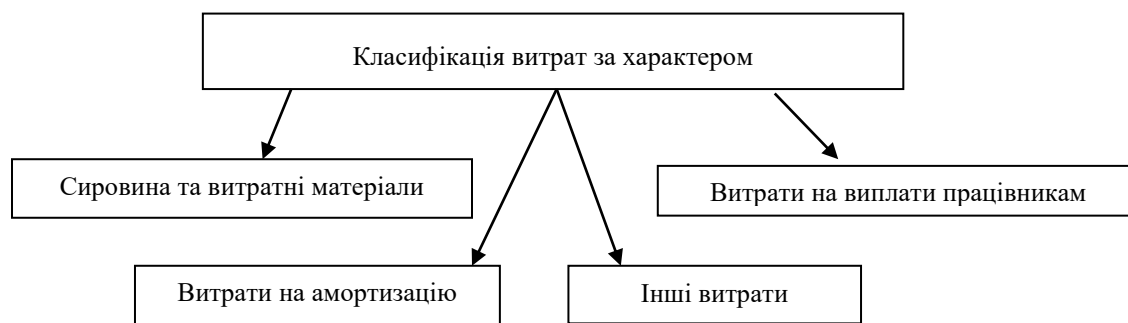 Класифікація витрат за характером
Сировина та витратні матеріали
Витрати на виплати працівникам
Витрати на амортизацію
Інші витрати